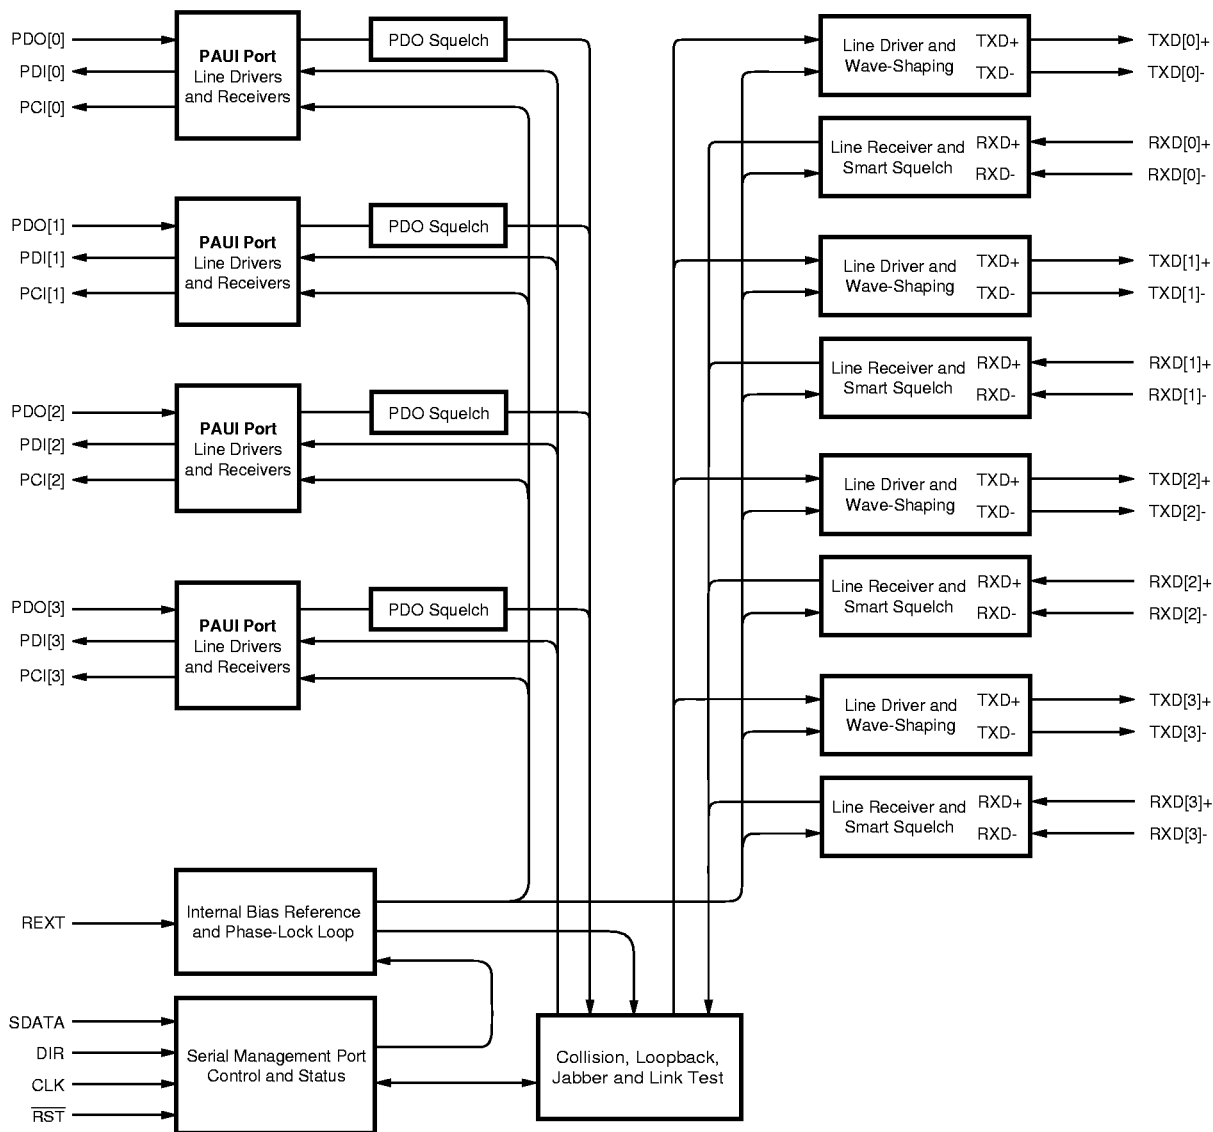 PDO[0]
PDI[0]
PCI[0]
PAUI Port
Line Drivers
and Receivers
PDO Squelch
PDO[1]
PDI[1]
PCI[1]
PAUI Port
Line Drivers
and Receivers
PDO Squelch
PDO[2]
PDI[2]
PCI[2]
PAUI Port
Line Drivers
and Receivers
PDO Squelch
PDO[3]
PDI[3]
PCI[3]
PAUI Port
Line Drivers
and Receivers
PDO Squelch
REXT
Internal Bias Reference
and Phase-Lock Loop
SDATA
DIR
CLK
RST
Serial Management Port
Control and Status
Collision, Loopback,
Jabber and Link Test
Line Driver and
Wave-Shaping
TXD+
TXD-
TXD[0]+
TXD[0]-
Line Receiver and
Smart Squelch
RXD+
RXD-
RXD[0]+
RXD[0]-
Line Driver and
Wave-Shaping
TXD+
TXD-
TXD[1]+
TXD[1]-
Line Receiver and
Smart Squelch
RXD+
RXD-
RXD[1]+
RXD[1]-
Line Driver and
Wave-Shaping
TXD+
TXD-
TXD[2]+
TXD[2]-
Line Receiver and
Smart Squelch
RXD+
RXD-
RXD[2]+
RXD[2]-
Line Driver and
Wave-Shaping
TXD+
TXD-
TXD[3]+
TXD[3]-
Line Receiver and
Smart Squelch
RXD+
RXD-
RXD[3]+
RXD[3]-